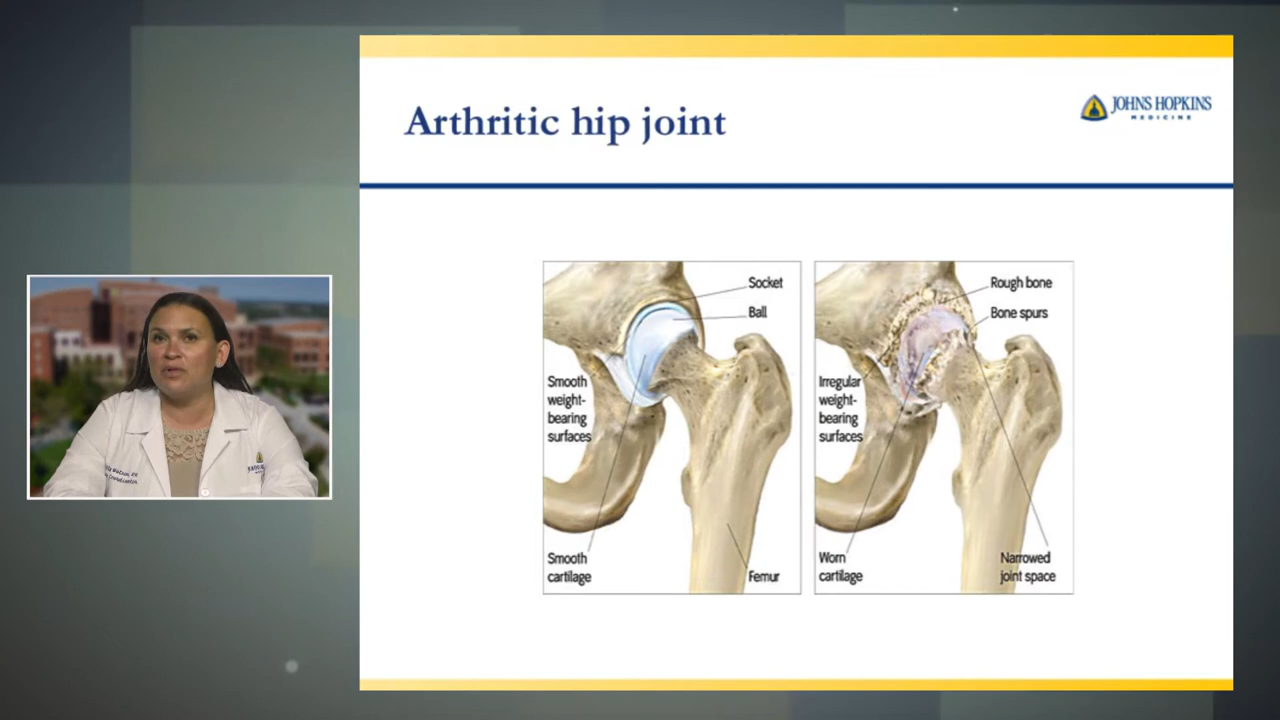 Arthritic hip joint
JOHNS HOPKINS
MEDICINE
Socket
Ball
Smooth
weight-
bearing
surfaces
Smooth
cartilage
Femur
Rough bone
Bone spurs
Irregular
weight-
bearing
surfaces
Worn
cartilage
Narrowed
joint space